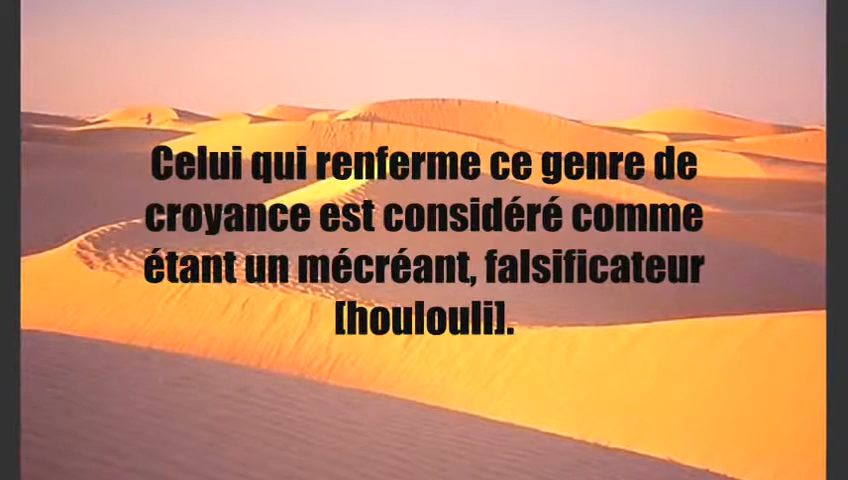 Celui qui renferme ce genre de
croyance est considéré comme
étant un mécréant, falsificateur
[houlouli].